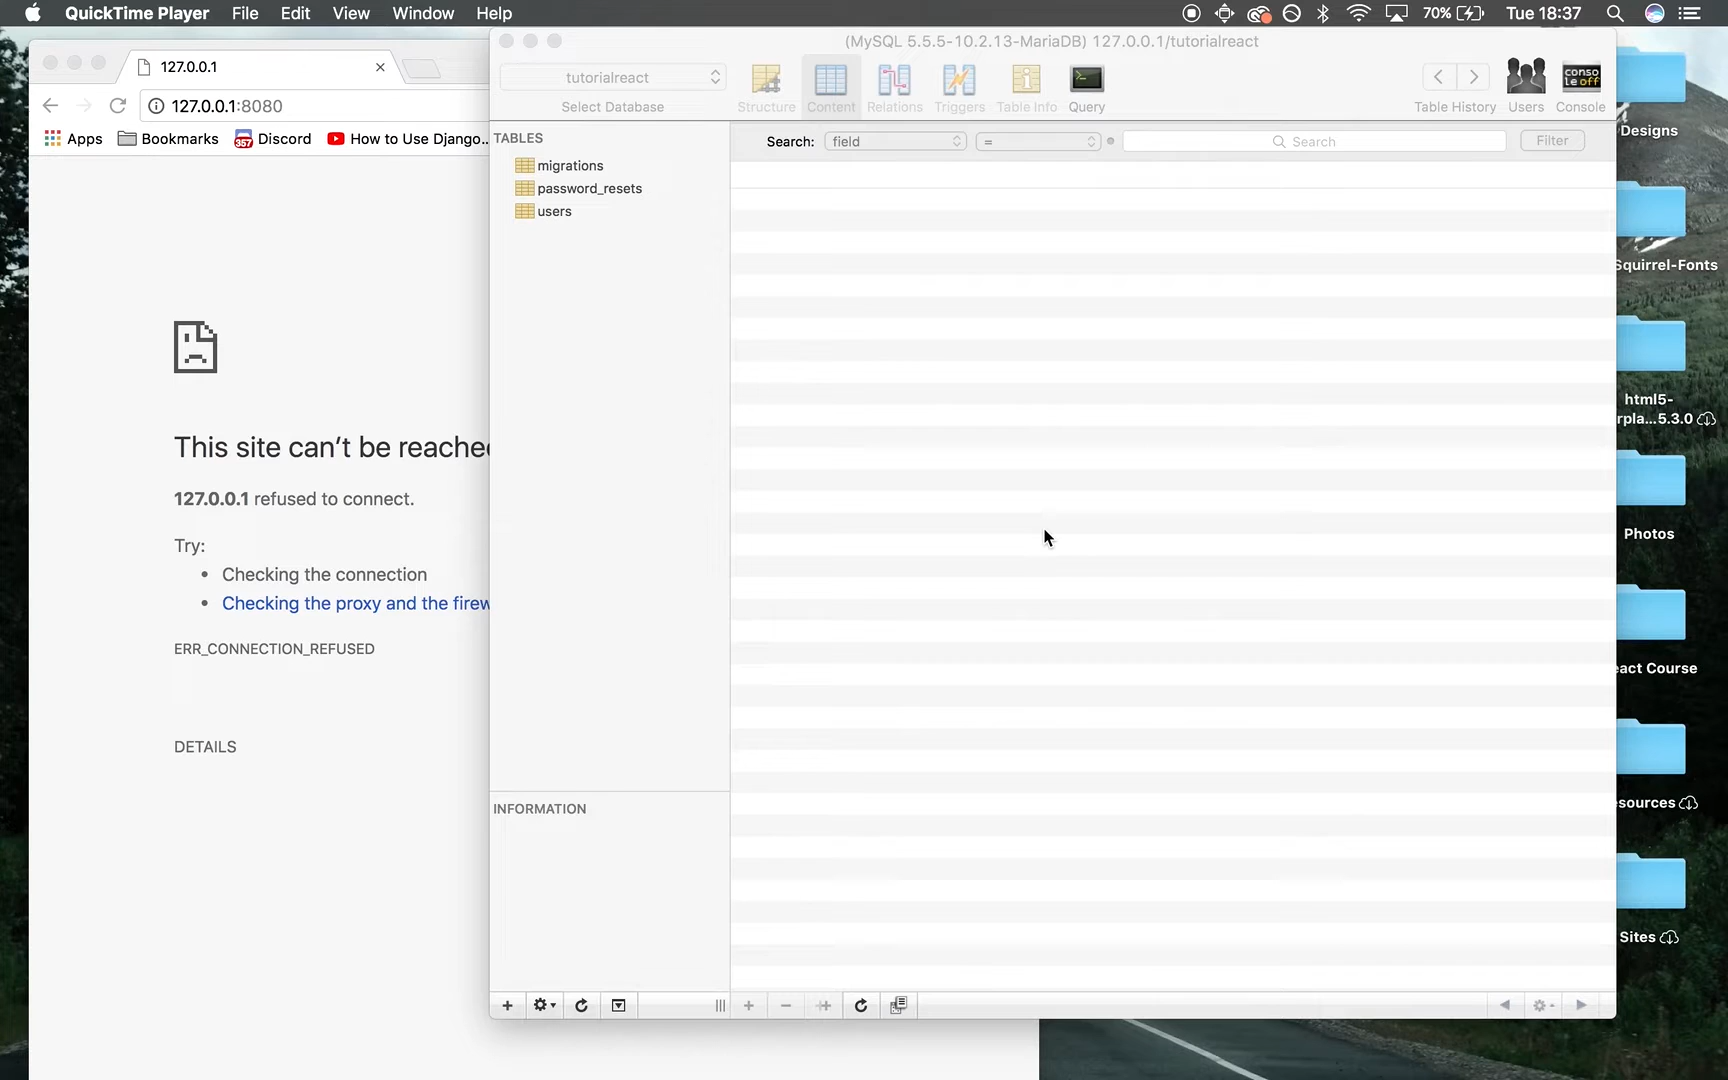 QuickTime Player File Edit View Window Help 70% Tue 18:37
127.0.0.1
127.0.0.1:8080
Apps Bookmarks Discord How to Use Django...
This site can't be reached
127.0.0.1 refused to connect.
Try:
• Checking the connection
• Checking the proxy and the firew
ERR_CONNECTION_REFUSED
DETAILS
(MySQL 5.5.5-10.2.13-MariaDB) 127.0.0.1/tutorialreact
tutorialreact
Select Database
Structure Content Relations Triggers Table Info Query
Table History Users Console
conso
le off
TABLES
migrations
password_resets
users
Search: field = Search Filter
INFORMATION
Designs
Squirrel-Fonts
html5-
rpla...5.3.0
Photos
eact Course
sources
Sites